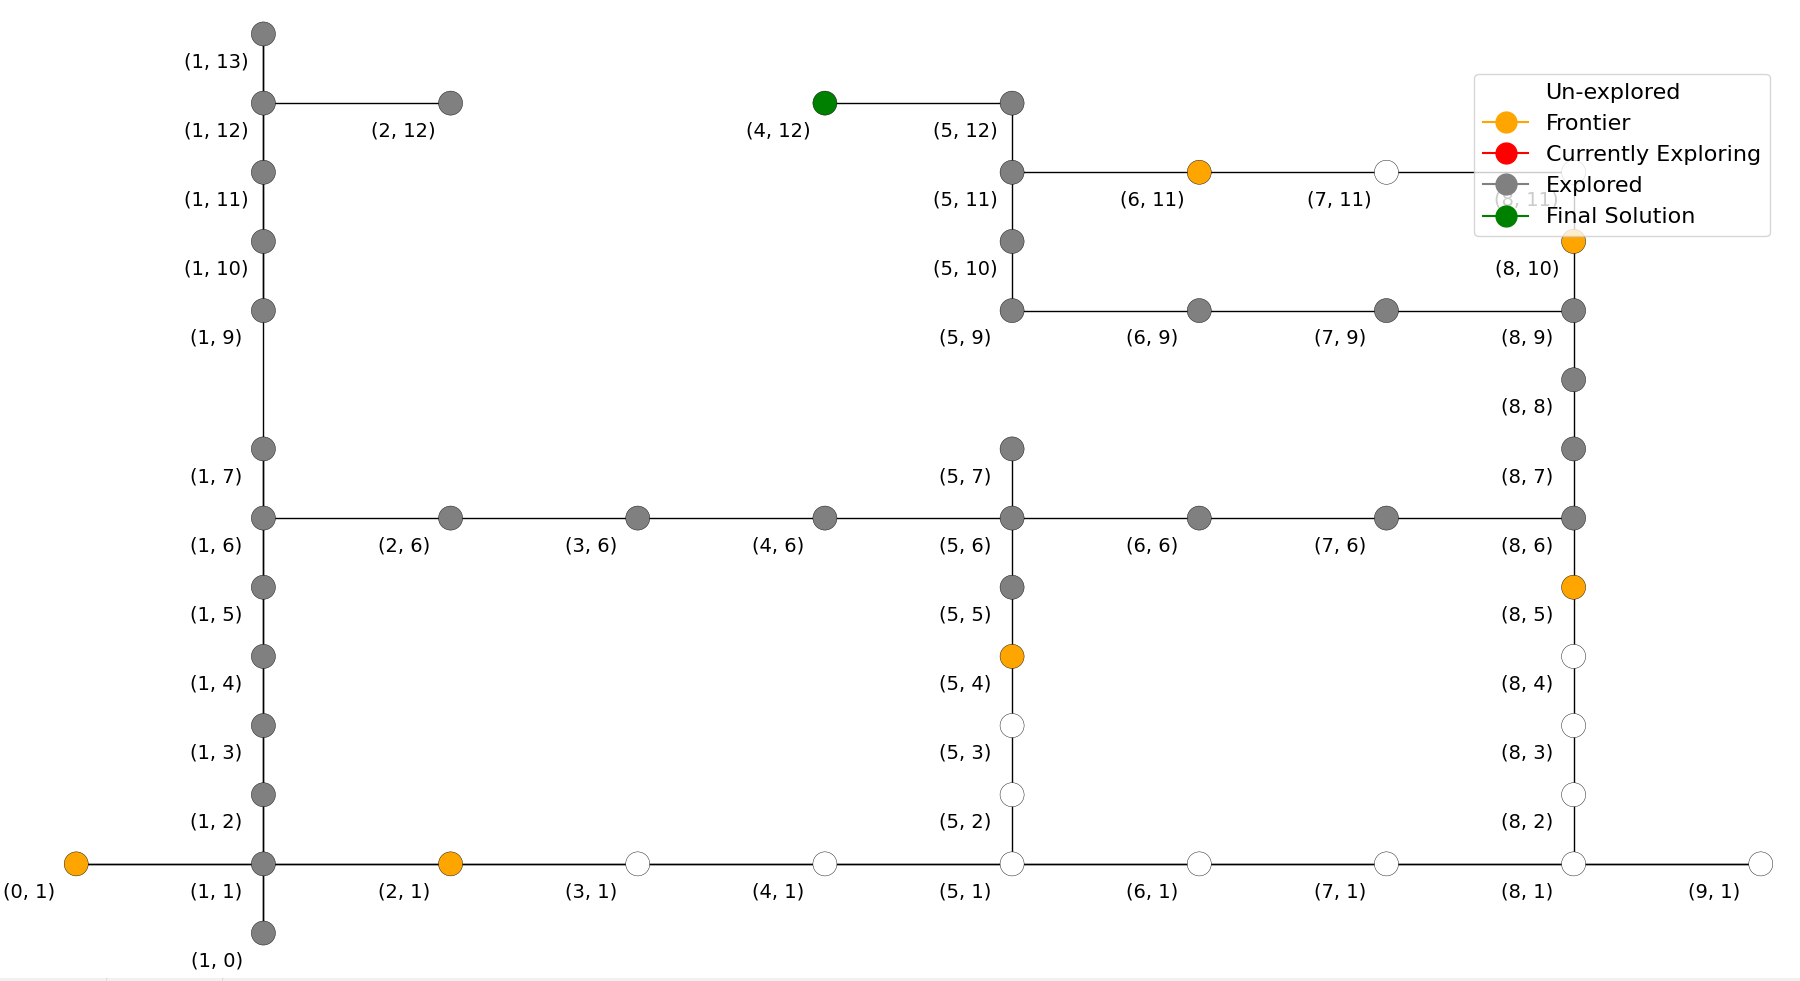 (1, 13)
(1, 12) (2, 12) (4, 12) (5, 12)
Un-explored
Frontier
Currently Exploring
Explored
Final Solution
(1, 11) (5, 11) (6, 11) (7, 11) (8, 11)
(1, 10) (5, 10) (8, 10)
(1, 9) (5, 9) (6, 9) (7, 9) (8, 9)
(8, 8)
(1, 7) (5, 7) (8, 7)
(1, 6) (2, 6) (3, 6) (4, 6) (5, 6) (6, 6) (7, 6) (8, 6)
(1, 5) (5, 5) (8, 5)
(1, 4) (5, 4) (8, 4)
(1, 3) (5, 3) (8, 3)
(1, 2) (5, 2) (8, 2)
(0, 1) (1, 1) (2, 1) (3, 1) (4, 1) (5, 1) (6, 1) (7, 1) (8, 1) (9, 1)
(1, 0)